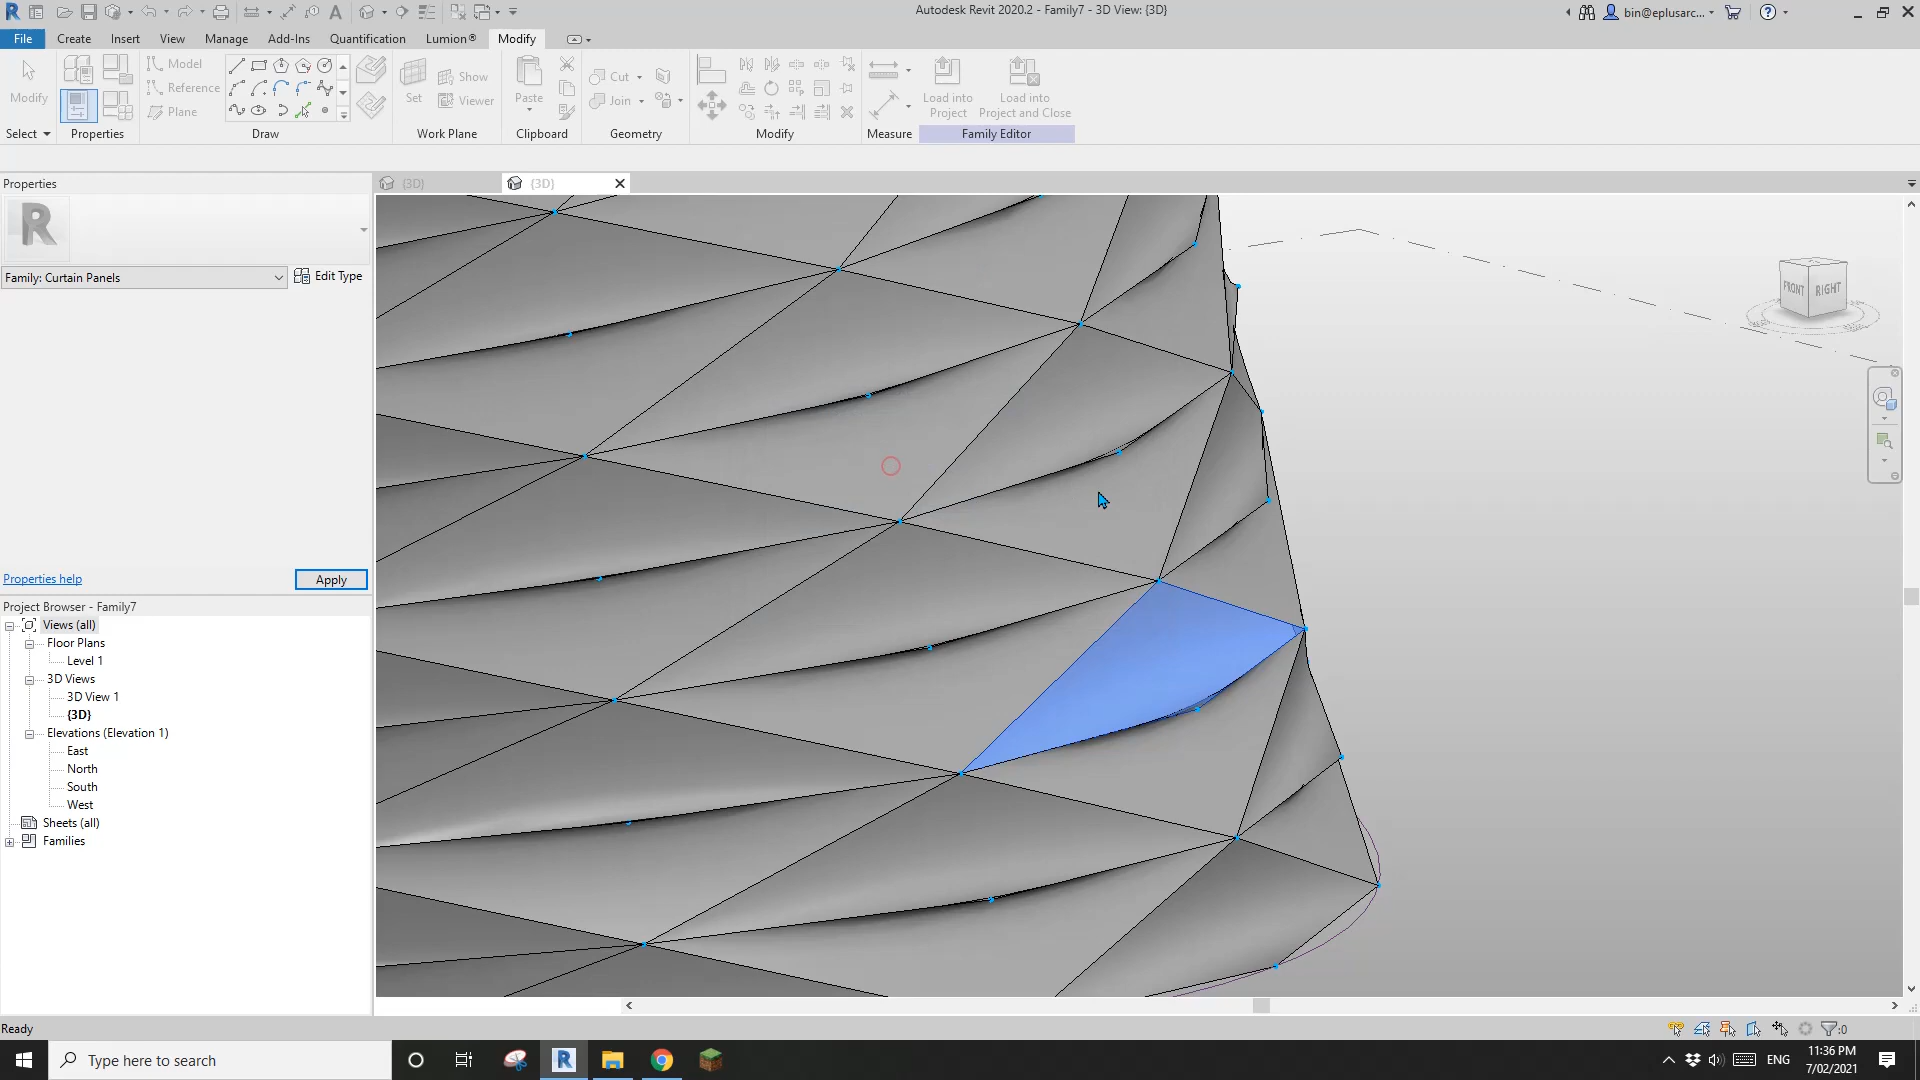 Autodesk Revit 2020.2 - Family7 - 3D View: {3D}
bin@eplusarc...
File Create Insert View Manage Add-Ins Quantification Lumion® Modify
Modify
Model
Reference
Plane
Set
Show
Viewer
Paste
Cut
Join
Load into Project
Load into Project and Close
Select Properties Draw Work Plane Clipboard Geometry Modify Measure Family Editor
Properties
{3D}
{3D}
Family: Curtain Panels
Edit Type
FRONT RIGHT
Properties help
Apply
Project Browser - Family7
Views (all)
Floor Plans
Level 1
3D Views
3D View 1
{3D}
Elevations (Elevation 1)
East
North
South
West
Sheets (all)
Families
Ready
:0
Type here to search
ENG
11:36 PM
7/02/2021